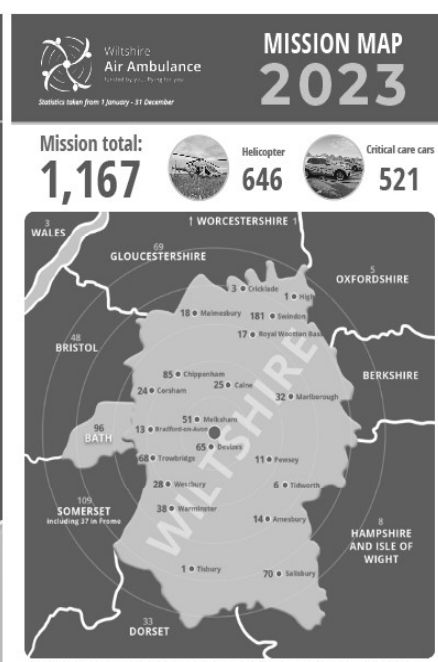 Wiltshire
Air Ambulance
funded by you, flying for you
Statistics taken from 1 January - 31 December
MISSION MAP
2023
Mission total:
1,167
Helicopter
646
Critical care cars
521
3
WALES
↑ WORCESTERSHIRE 1
69
GLOUCESTERSHIRE
5
OXFORDSHIRE
3 Cricklade
1 High
18 Malmesbury
181 Swindon
17 Royal Wootton Bass
48
BRISTOL
BERKSHIRE
85 Chippenham
25 Calne
24 Corsham
32 Marlborough
WILTSHIRE
51 Melksham
96
BATH
13 Bradford-on-Avon
65 Devizes
68 Trowbridge
11 Pewsey
28 Westbury
6 Tidworth
109
SOMERSET
including 37 in Frome
38 Warminster
14 Amesbury
8
HAMPSHIRE
AND ISLE OF
WIGHT
1 Tisbury
70 Salisbury
33
DORSET